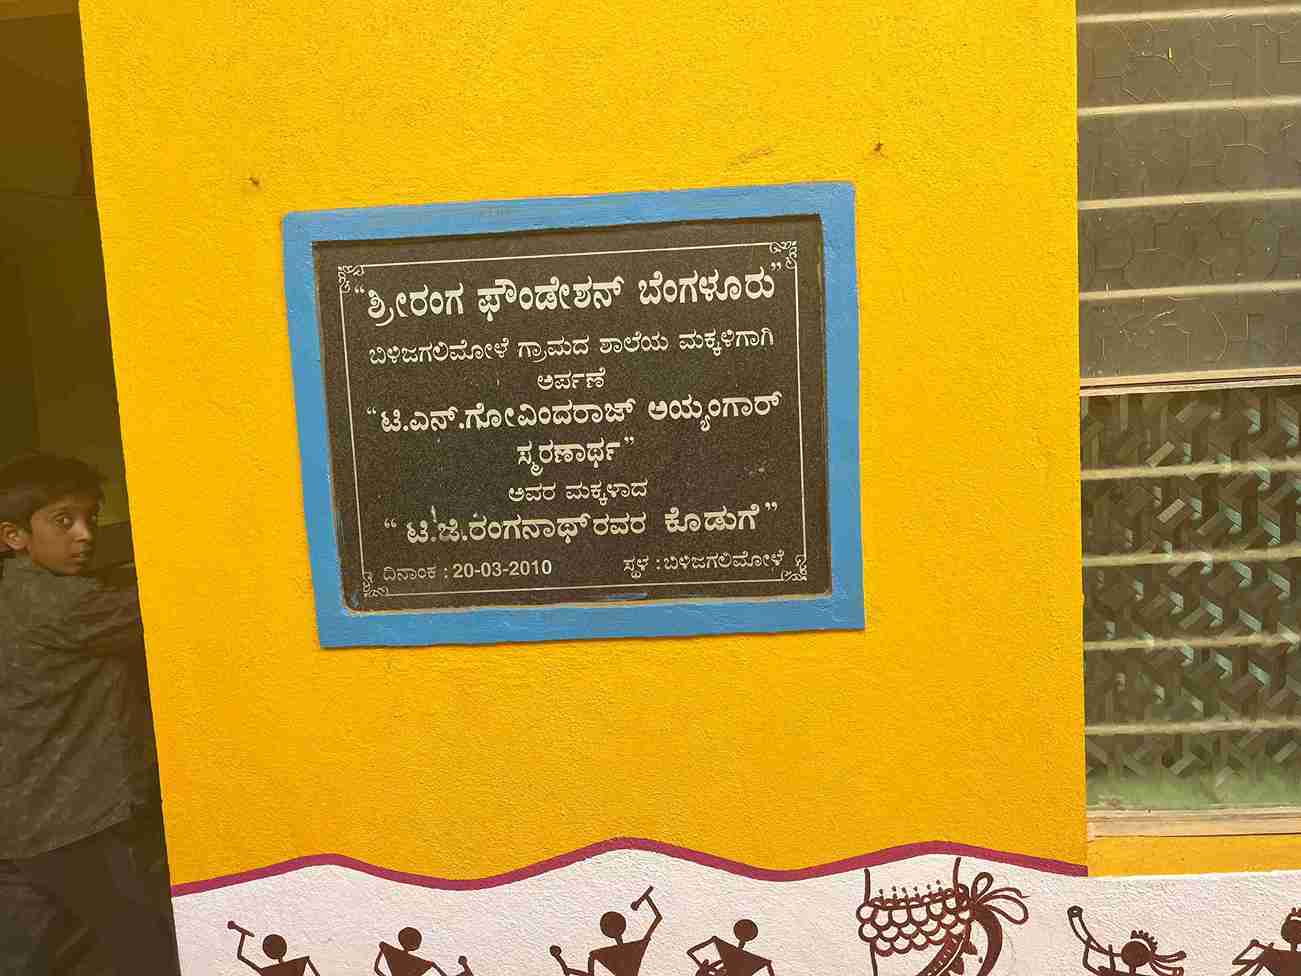 “ಶ್ರೀರಂಗ ಫೌಂಡೇಶನ್ ಬೆಂಗಳೂರು”
ಬಿಳಿಜಗಲಿಮೋಳೆ ಗ್ರಾಮದ ಶಾಲೆಯ ಮಕ್ಕಳಿಗಾಗಿ
ಅರ್ಪಣೆ
“ಟಿ.ಎನ್.ಗೋವಿಂದರಾಜ್ ಅಯ್ಯಂಗಾರ್
ಸ್ಮರಣಾರ್ಥ”
ಅವರ ಮಕ್ಕಳಾದ
“ ಟಿ.ಜಿ.ರಂಗನಾಥ್‌ರವರ ಕೊಡುಗೆ ”
ದಿನಾಂಕ : 20-03-2010 ಸ್ಥಳ : ಬಿಳಿಜಗಲಿಮೋಳೆ